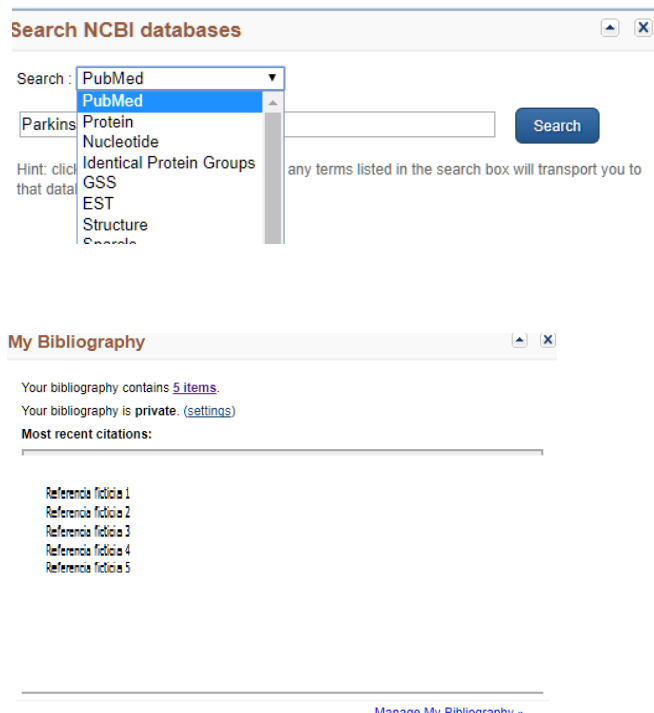 Search NCBI databases
Search : PubMed
PubMed
Parkins Protein Search
Nucleotide
Identical Protein Groups
Hint: any terms listed in the search box will transport you to
GSS
that
EST
Structure
My Bibliography
Your bibliography contains 5 items.
Your bibliography is private. (settings)
Most recent citations:
Referencia ficticia 1
Referencia ficticia 2
Referencia ficticia 3
Referencia ficticia 4
Referencia ficticia 5
Manage My Bibliography »